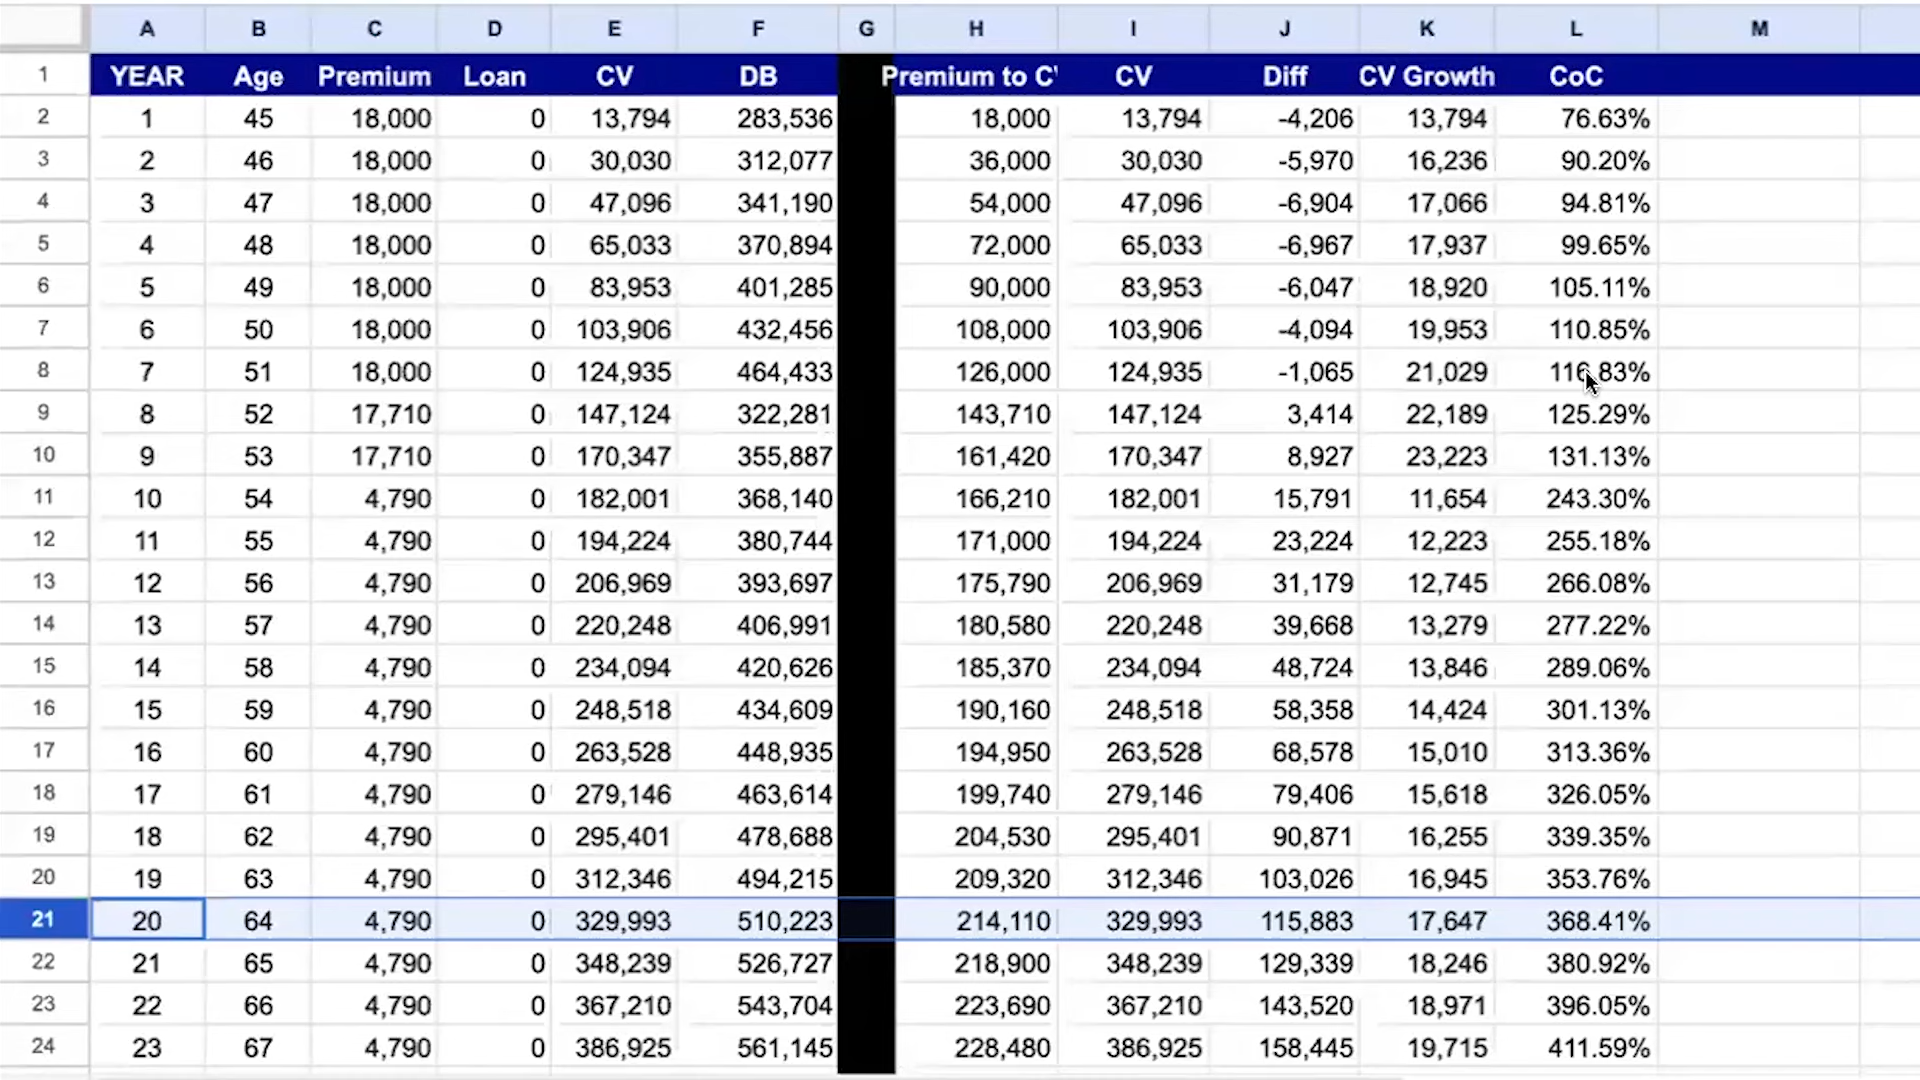 A B C D E F G H I J K L M
1 YEAR Age Premium Loan CV DB Premium to CV CV Diff CV Growth CoC
2 1 45 18,000 0 13,794 283,536 18,000 13,794 -4,206 13,794 76.63%
3 2 46 18,000 0 30,030 312,077 36,000 30,030 -5,970 16,236 90.20%
4 3 47 18,000 0 47,096 341,190 54,000 47,096 -6,904 17,066 94.81%
5 4 48 18,000 0 65,033 370,894 72,000 65,033 -6,967 17,937 99.65%
6 5 49 18,000 0 83,953 401,285 90,000 83,953 -6,047 18,920 105.11%
7 6 50 18,000 0 103,906 432,456 108,000 103,906 -4,094 19,953 110.85%
8 7 51 18,000 0 124,935 464,433 126,000 124,935 -1,065 21,029 116.83%
9 8 52 17,710 0 147,124 322,281 143,710 147,124 3,414 22,189 125.29%
10 9 53 17,710 0 170,347 355,887 161,420 170,347 8,927 23,223 131.13%
11 10 54 4,790 0 182,001 368,140 166,210 182,001 15,791 11,654 243.30%
12 11 55 4,790 0 194,224 380,744 171,000 194,224 23,224 12,223 255.18%
13 12 56 4,790 0 206,969 393,697 175,790 206,969 31,179 12,745 266.08%
14 13 57 4,790 0 220,248 406,991 180,580 220,248 39,668 13,279 277.22%
15 14 58 4,790 0 234,094 420,626 185,370 234,094 48,724 13,846 289.06%
16 15 59 4,790 0 248,518 434,609 190,160 248,518 58,358 14,424 301.13%
17 16 60 4,790 0 263,528 448,935 194,950 263,528 68,578 15,010 313.36%
18 17 61 4,790 0 279,146 463,614 199,740 279,146 79,406 15,618 326.05%
19 18 62 4,790 0 295,401 478,688 204,530 295,401 90,871 16,255 339.35%
20 19 63 4,790 0 312,346 494,215 209,320 312,346 103,026 16,945 353.76%
21 20 64 4,790 0 329,993 510,223 214,110 329,993 115,883 17,647 368.41%
22 21 65 4,790 0 348,239 526,727 218,900 348,239 129,339 18,246 380.92%
23 22 66 4,790 0 367,210 543,704 223,690 367,210 143,520 18,971 396.05%
24 23 67 4,790 0 386,925 561,145 228,480 386,925 158,445 19,715 411.59%